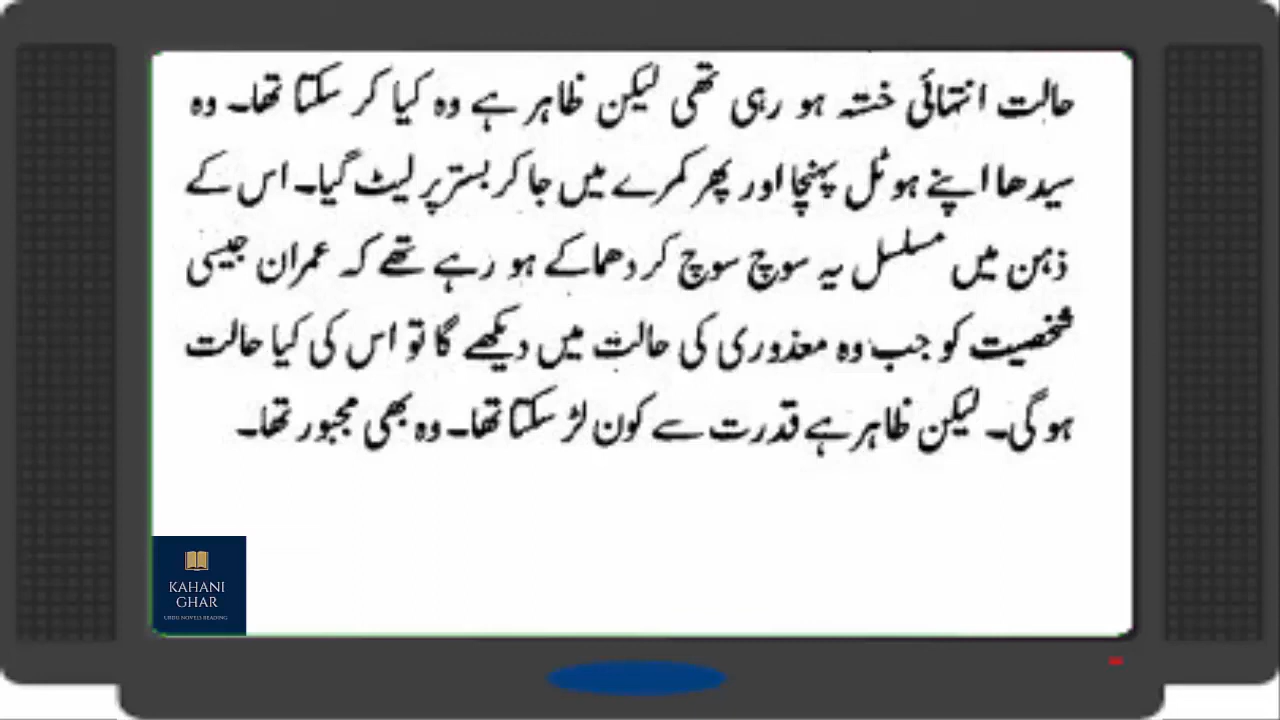 حالت انتہائی خستہ ہو رہی تھی لیکن ظاہر ہے وہ کیا کر سکتا تھا۔ وہ
سیدھا اپنے ہوٹل پہنچا اور پھر کمرے میں جا کر بستر پر لیٹ گیا۔ اس کے
ذہن میں مسلسل یہ سوچ سوچ کر دھماکے ہو رہے تھے کہ عمران جیسی
شخصیت کو جب وہ معذوری کی حالت میں دیکھے گا تو اس کی کیا حالت
ہو گی۔ لیکن ظاہر ہے قدرت سے کون لڑ سکتا تھا۔ وہ بھی مجبور تھا۔
KAHANI
GHAR
URDU NOVELS READING